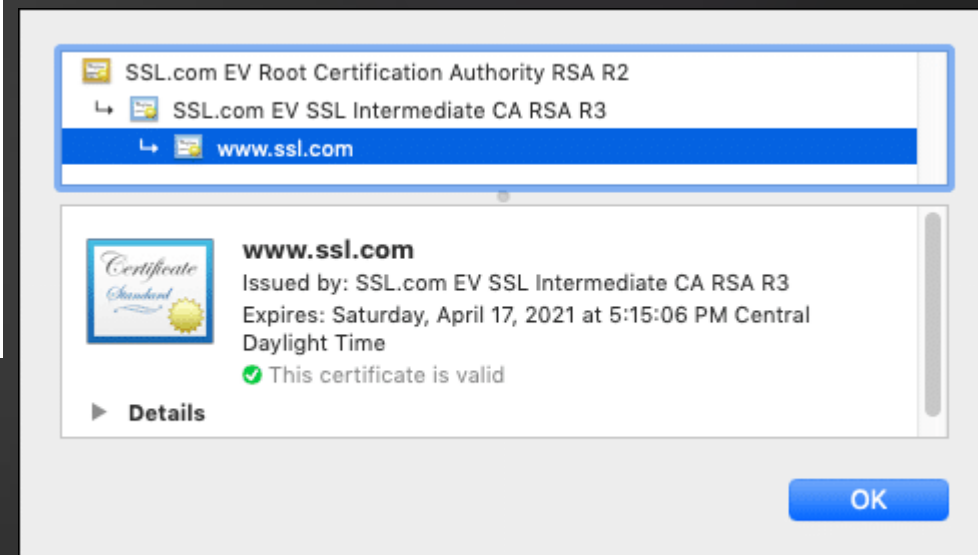 SSL.com EV Root Certification Authority RSA R2
SSL.com EV SSL Intermediate CA RSA R3
www.ssl.com
Certificate
Standard
www.ssl.com
Issued by: SSL.com EV SSL Intermediate CA RSA R3
Expires: Saturday, April 17, 2021 at 5:15:06 PM Central
Daylight Time
This certificate is valid
Details
OK